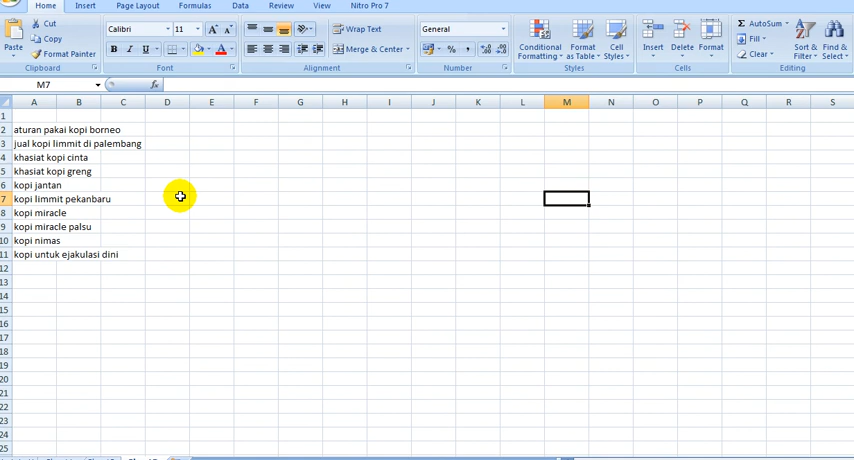 Home Insert Page Layout Formulas Data Review View Nitro Pro 7
Cut
Copy
Format Painter
Paste
Clipboard
Calibri 11 A A
B I U A
Font
Wrap Text
Merge & Center
Alignment
General
% ,
Number
Conditional Formatting
Format as Table
Cell Styles
Styles
Insert Delete Format
Cells
Σ AutoSum
Fill
Clear
Sort & Filter
Find & Select
Editing
M7 fx
A B C D E F G H I J K L M N O P Q R S
1
2 aturan pakai kopi borneo
3 jual kopi limmit di palembang
4 khasiat kopi cinta
5 khasiat kopi greng
6 kopi jantan
7 kopi limmit pekanbaru
8 kopi miracle
9 kopi miracle palsu
10 kopi nimas
11 kopi untuk ejakulasi dini
12
13
14
15
16
17
18
19
20
21
22
23
24
25